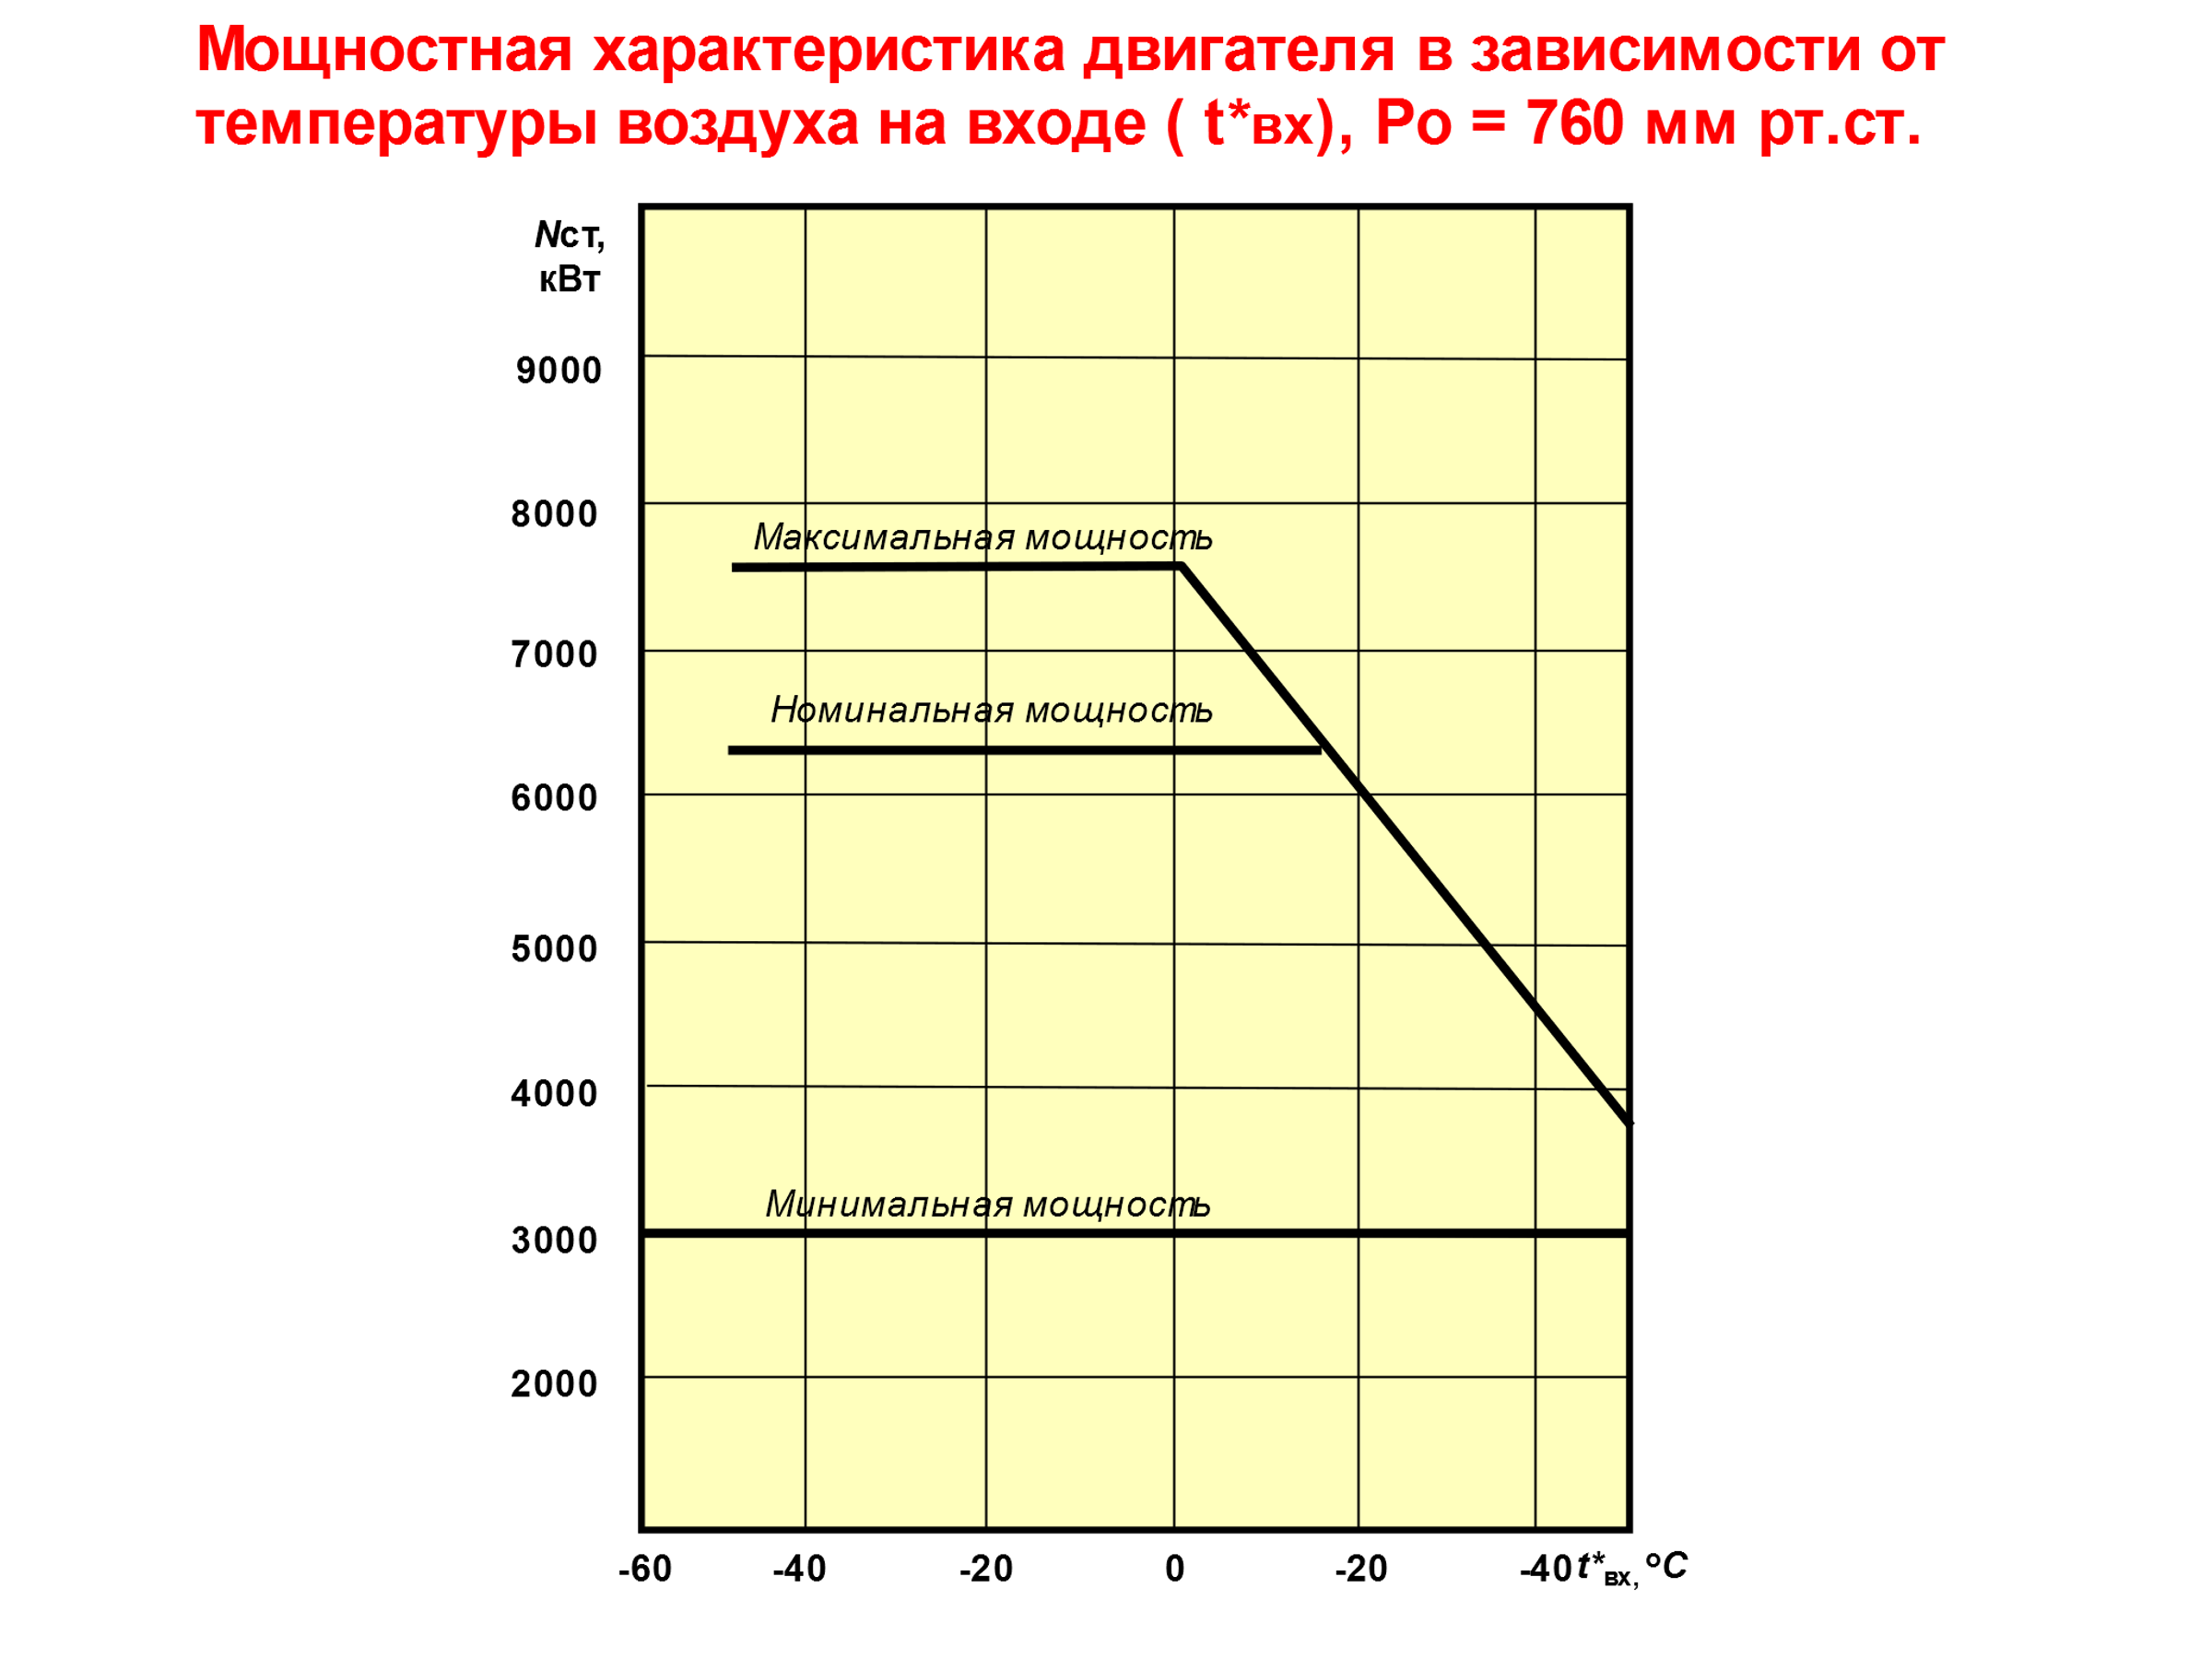 Мощностная характеристика двигателя в зависимости от
температуры воздуха на входе ( t*вх), Ро = 760 мм рт.ст.
Nст,
кВт
9000
8000
Максимальная мощность
7000
Номинальная мощность
6000
5000
4000
Минимальная мощность
3000
2000
-60 -40 -20 0 -20 -40 t*вх, °C